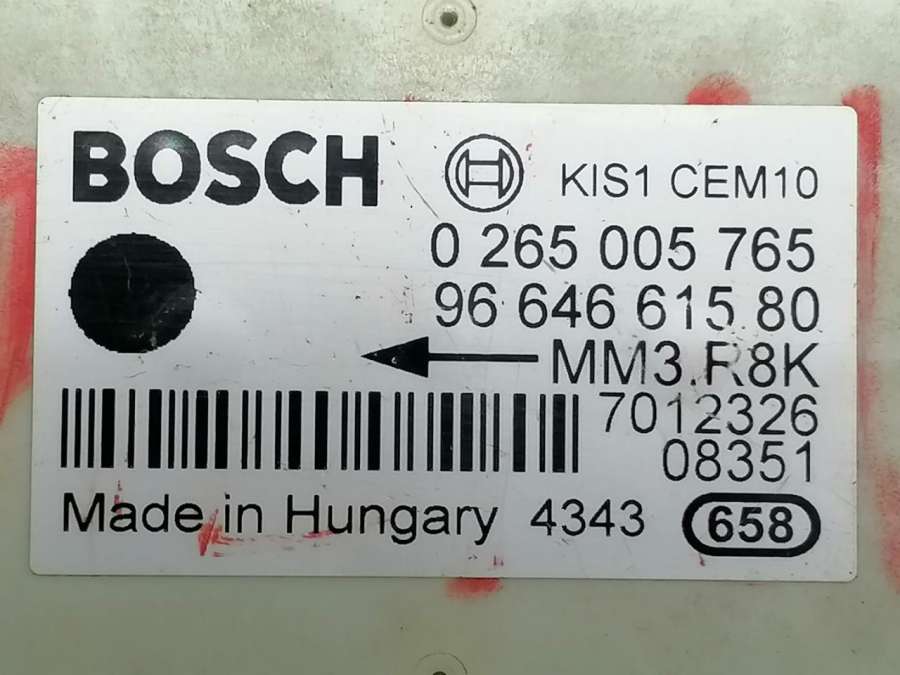 BOSCH KIS1 CEM10
0 265 005 765
96 646 615 80
MM3.R8K
7012326
08351
Made in Hungary 4343 658